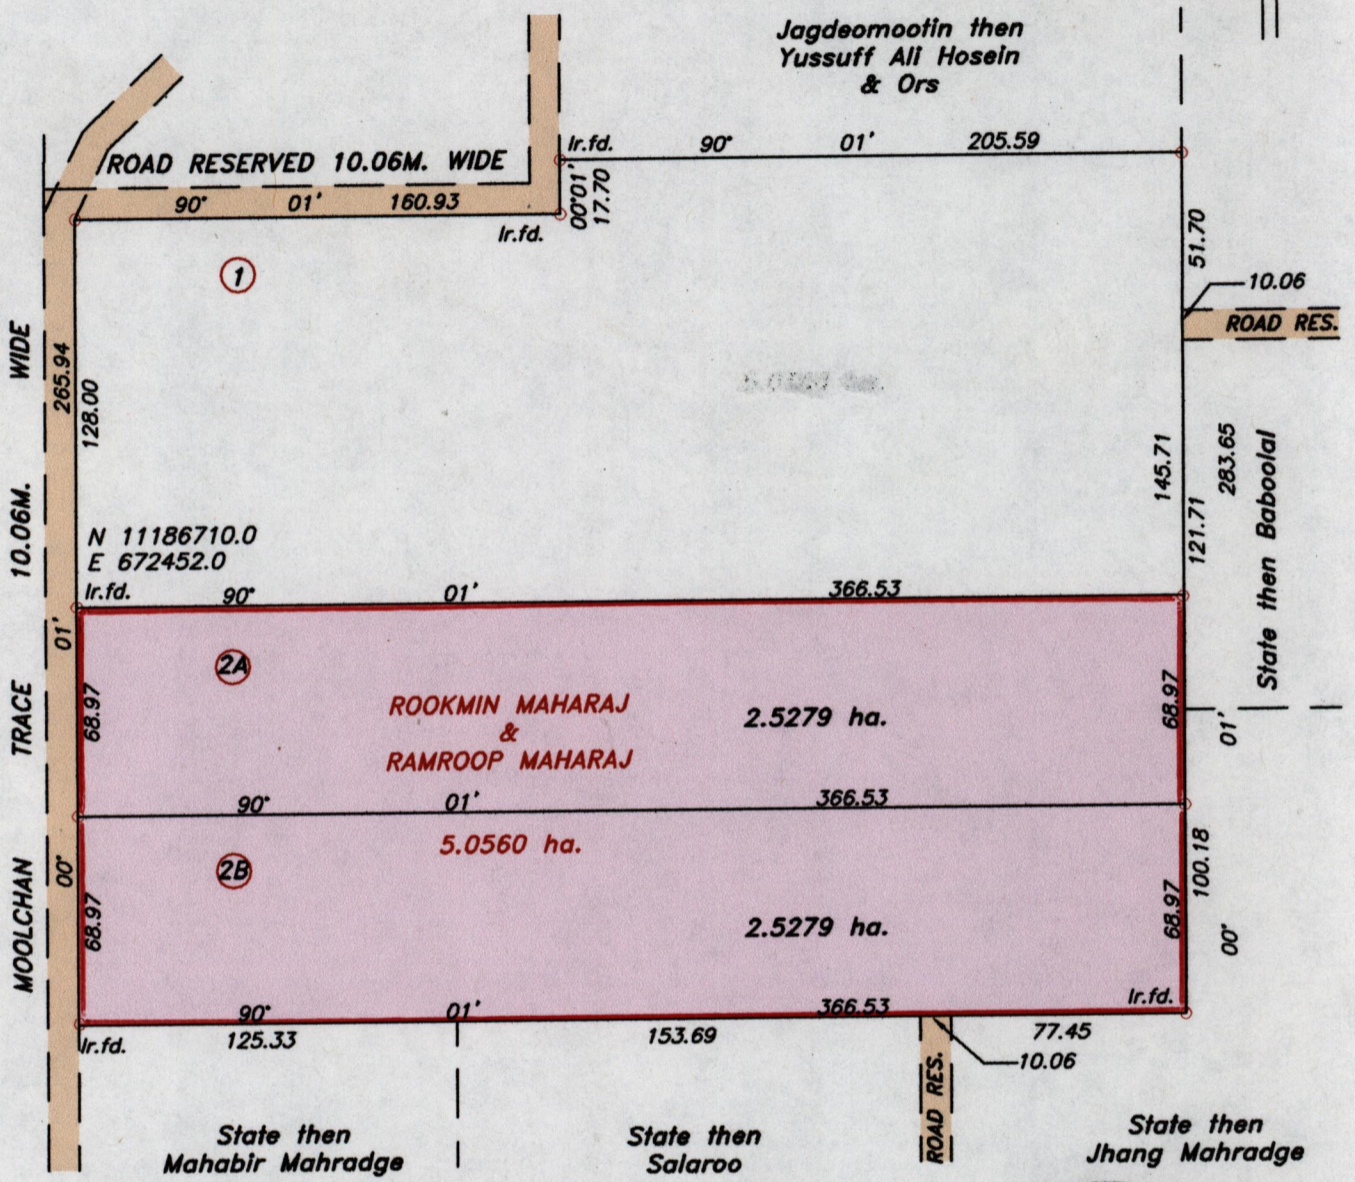 Jagdeomootin then
Yussuff Ali Hosein
& Ors
Ir.fd. 90° 01' 205.59
ROAD RESERVED 10.06M. WIDE
90° 01' 160.93
00°01'
17.70
Ir.fd.
1
51.70
10.06
ROAD RES.
MOOLCHAN TRACE 10.06M. WIDE
00° 01' 265.94
128.00
145.71
121.71
00° 01' 283.65
State then Baboolal
N 11186710.0
E 672452.0
Ir.fd.
90° 01' 366.53
2A
68.97
ROOKMIN MAHARAJ
&
RAMROOP MAHARAJ
2.5279 ha.
68.97
90° 01' 366.53
5.0560 ha.
2B
68.97
2.5279 ha.
68.97
100.18
Ir.fd.
90° 01' 366.53
Ir.fd.
125.33
153.69
77.45
10.06
ROAD RES.
State then
Mahabir Mahradge
State then
Salaroo
State then
Jhang Mahradge